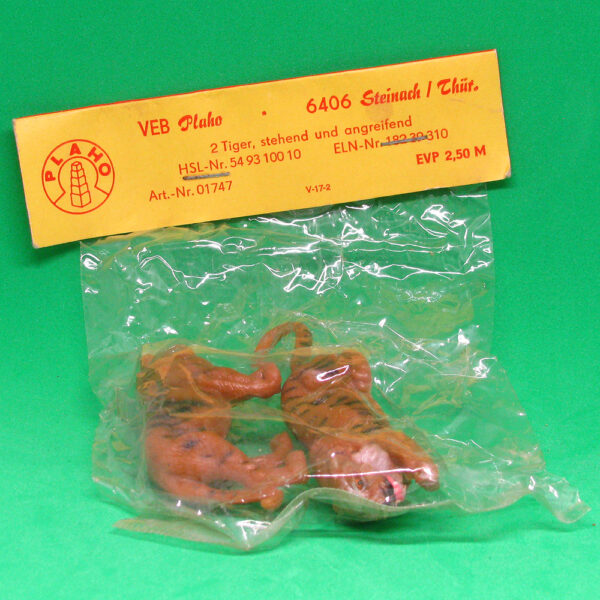 VEB Plaho · 6406 Steinach / Thür.
2 Tiger, stehend und angreifend
HSL-Nr. 54 93 100 10 ELN-Nr. 182 30 310
Art.-Nr. 01747 V-17-2 EVP 2,50 M
PLAHO